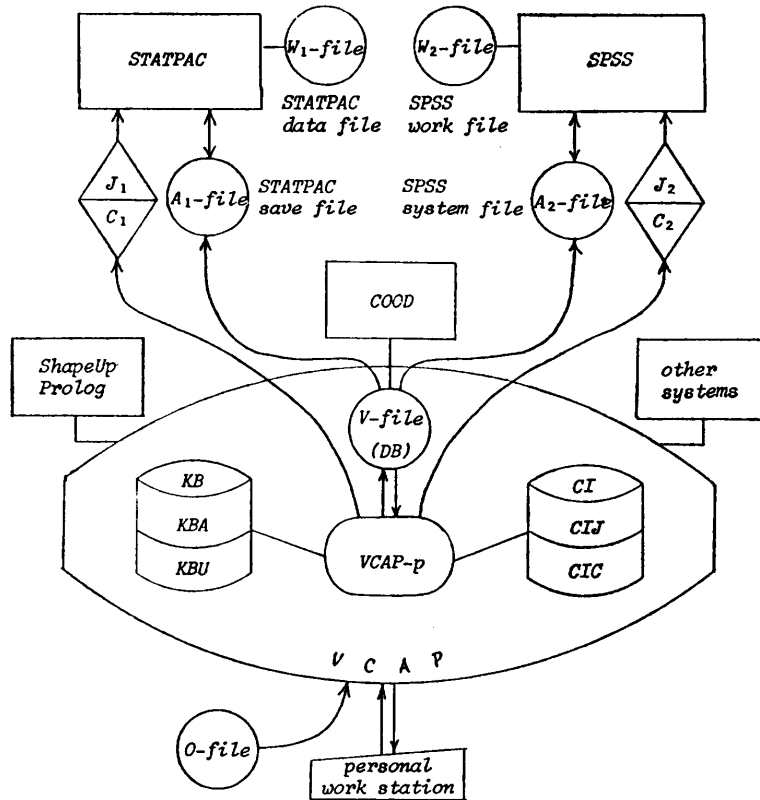 STATPAC
W1-file
W2-file
SPSS
STATPAC
data file
SPSS
work file
J1
C1
A1-file
STATPAC
save file
SPSS
system file
A2-file
J2
C2
COOD
ShapeUp
Prolog
other
systems
V-file
(DB)
KB
KBA
KBU
VCAP-p
CI
CIJ
CIC
V C A P
O-file
personal
work station